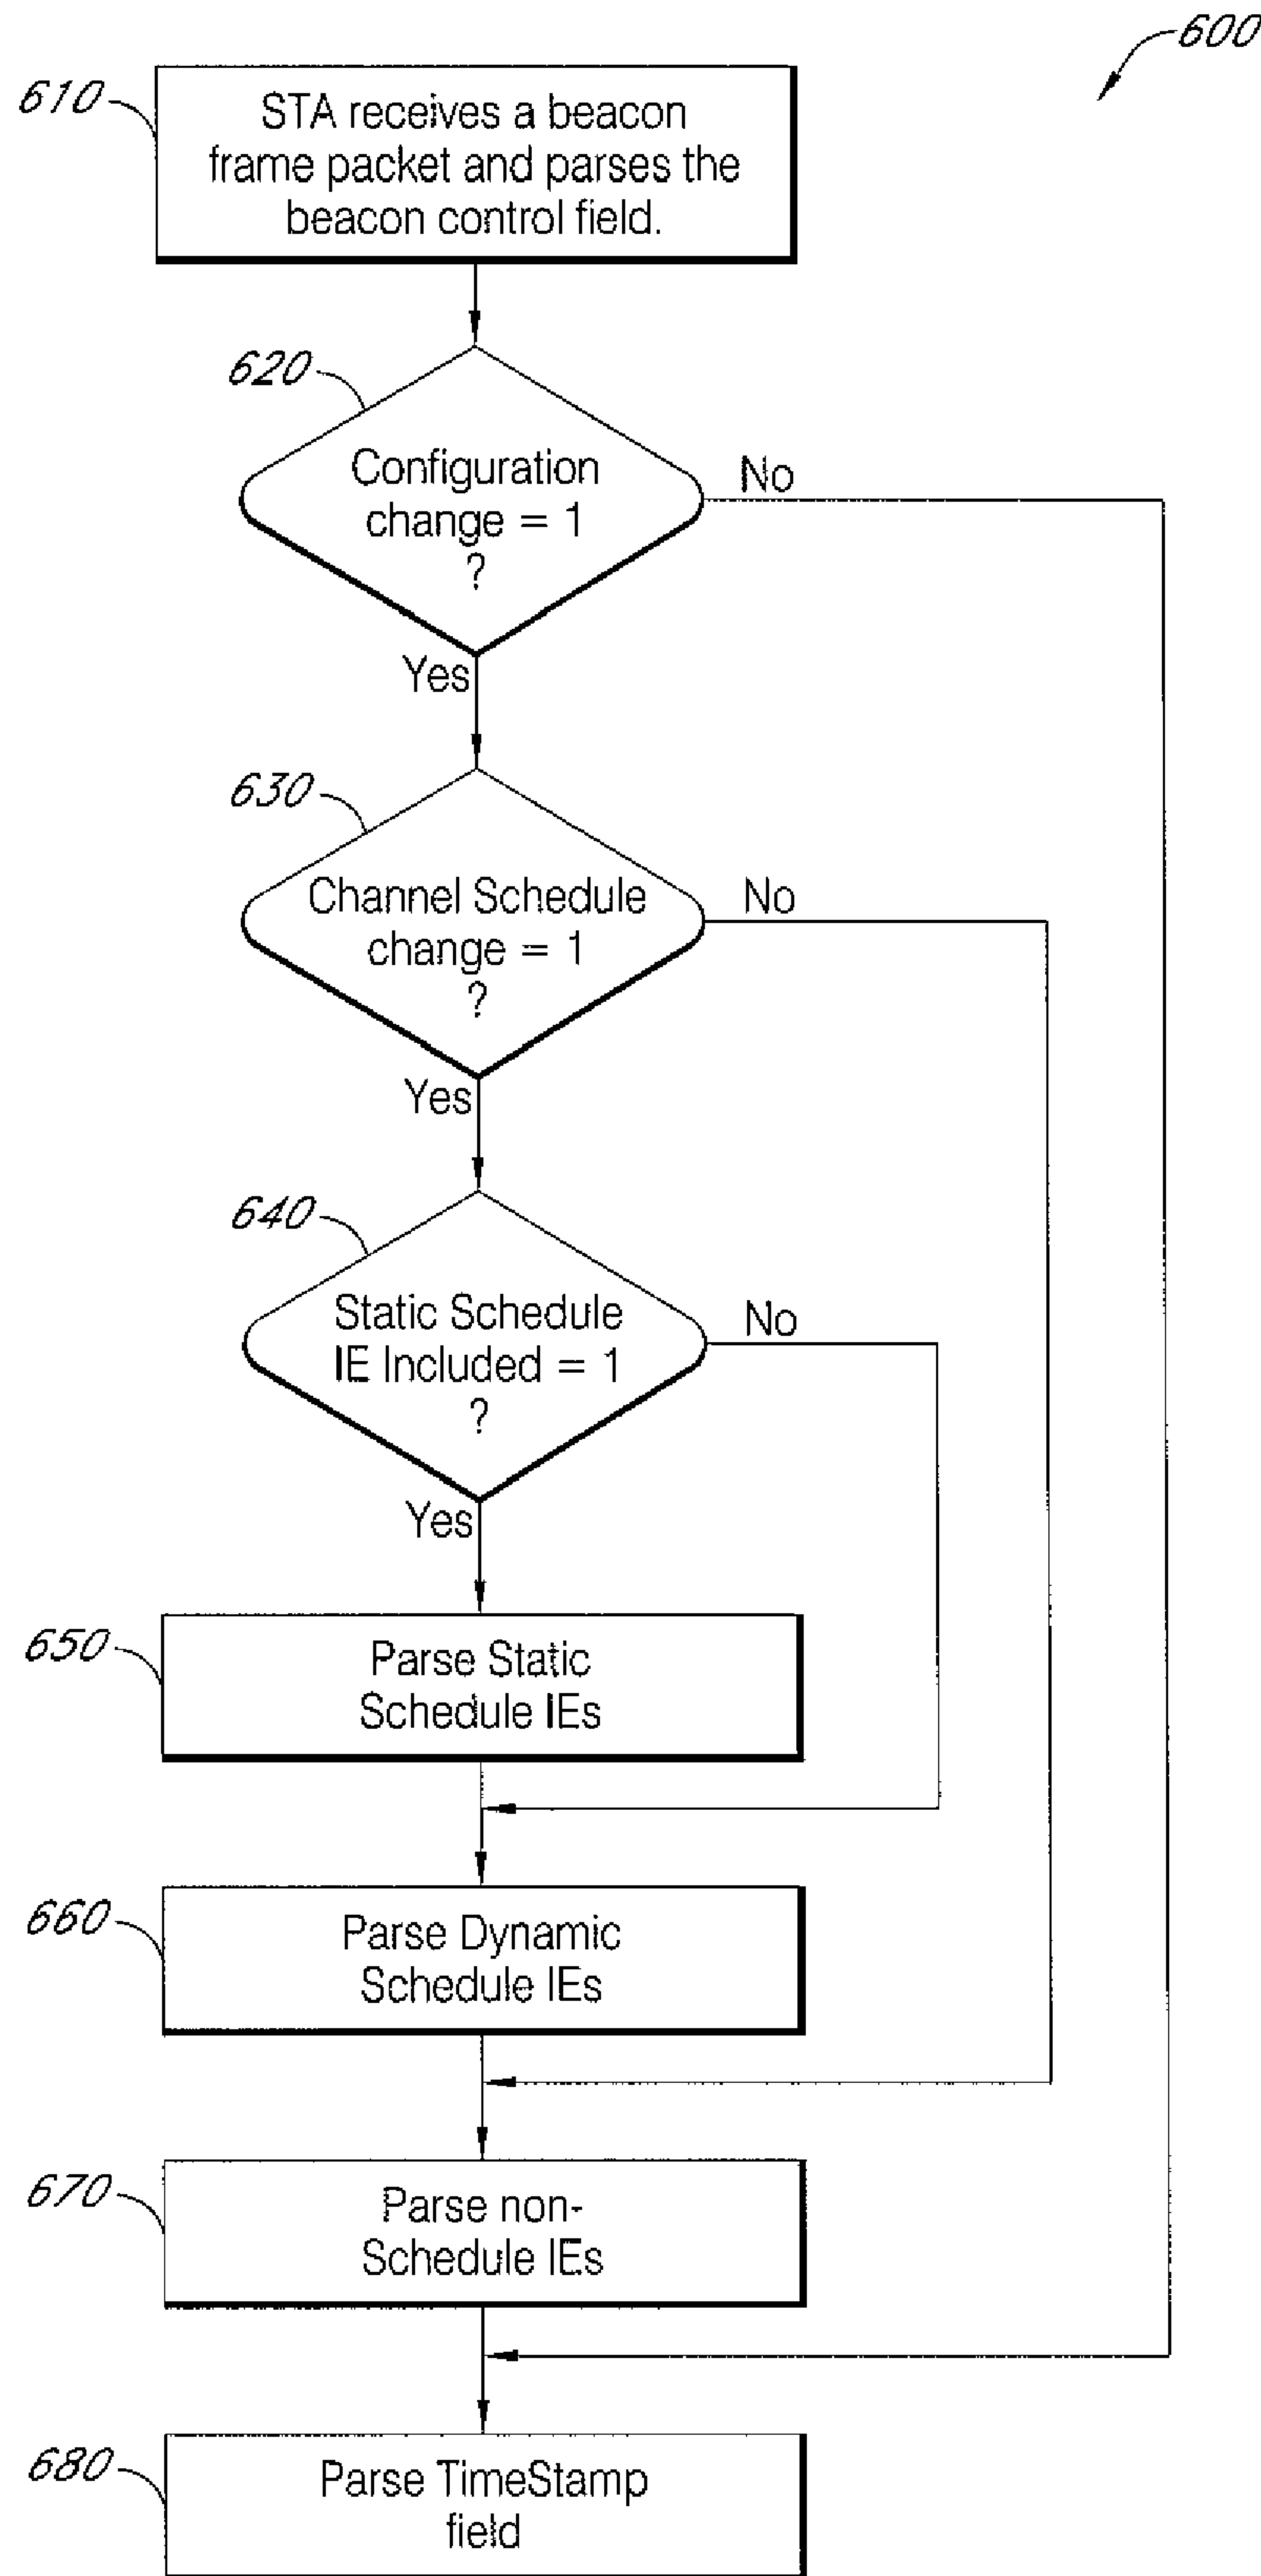 600
610
STA receives a beacon
frame packet and parses the
beacon control field.
620
Configuration
change = 1
?
No
Yes
630
Channel Schedule
change = 1
?
No
Yes
640
Static Schedule
IE Included = 1
?
No
Yes
650
Parse Static
Schedule IEs
660
Parse Dynamic
Schedule IEs
670
Parse non-
Schedule IEs
680
Parse TimeStamp
field